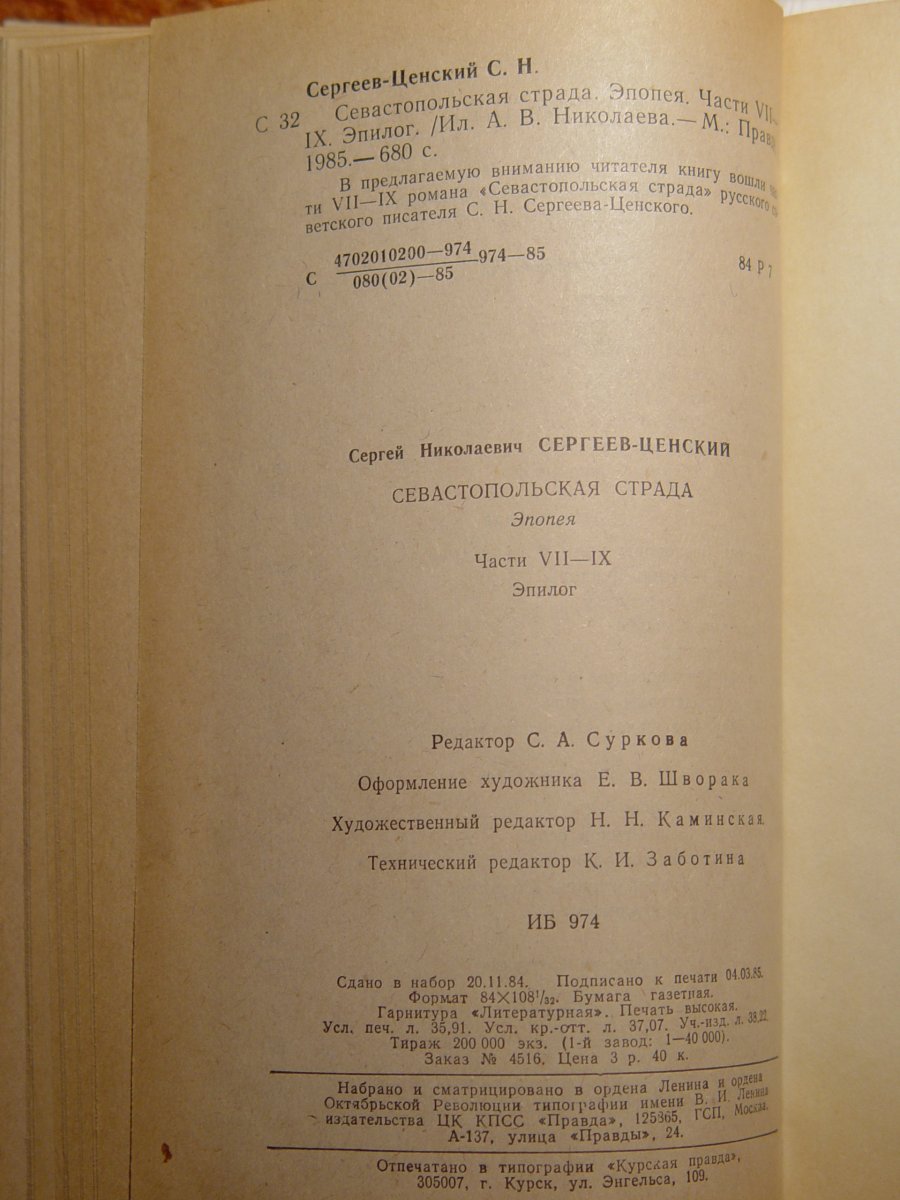 Сергеев-Ценский С. Н.
С 32 Севастопольская страда. Эпопея. Части VII—
IX. Эпилог. /Ил. А. В. Николаева.— М.: Правда
1985.— 680 с.
В предлагаемую вниманию читателя книгу вошли
ти VII—IX романа «Севастопольская страда» русского
ветского писателя С. Н. Сергеева-Ценского.
С 4702010200—974
080(02)—85
974—85
84 Р 7
Сергей Николаевич СЕРГЕЕВ-ЦЕНСКИЙ
СЕВАСТОПОЛЬСКАЯ СТРАДА
Эпопея
Части VII—IX
Эпилог
Редактор С. А. Суркова
Оформление художника Е. В. Шворака
Художественный редактор Н. Н. Каминская.
Технический редактор К. И. Заботина
ИБ 974
Сдано в набор 20.11.84. Подписано к печати 04.03.85.
Формат 84×108¹/₃₂. Бумага газетная.
Гарнитура «Литературная». Печать высокая.
Усл. печ. л. 35,91. Усл. кр.-отт. л. 37,07. Уч.-изд. л. 38,22.
Тираж 200 000 экз. (1-й завод: 1—40 000).
Заказ № 4516. Цена 3 р. 40 к.
Набрано и сматрицировано в ордена Ленина и ордена
Октябрьской Революции типографии имени В. И. Ленина
издательства ЦК КПСС «Правда», 125865, ГСП, Москва.
А-137, улица «Правды», 24.
Отпечатано в типографии «Курская правда»,
305007, г. Курск, ул. Энгельса, 109.